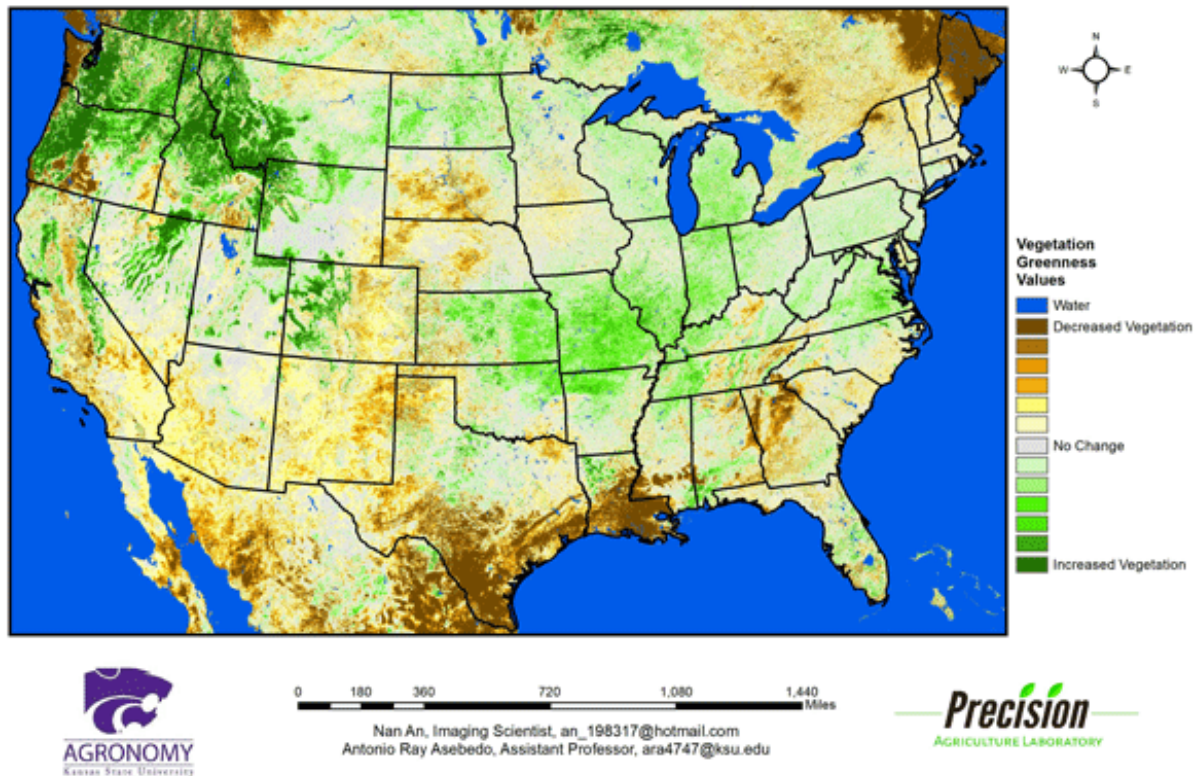 N
W
E
S
Vegetation
Greenness
Values
Water
Decreased Vegetation
No Change
Increased Vegetation
0 180 360 720 1,080 1,440
Miles
Nan An, Imaging Scientist, an_198317@hotmail.com
Antonio Ray Asebedo, Assistant Professor, ara4747@ksu.edu
AGRONOMY
Kansas State University
Precision
AGRICULTURE LABORATORY